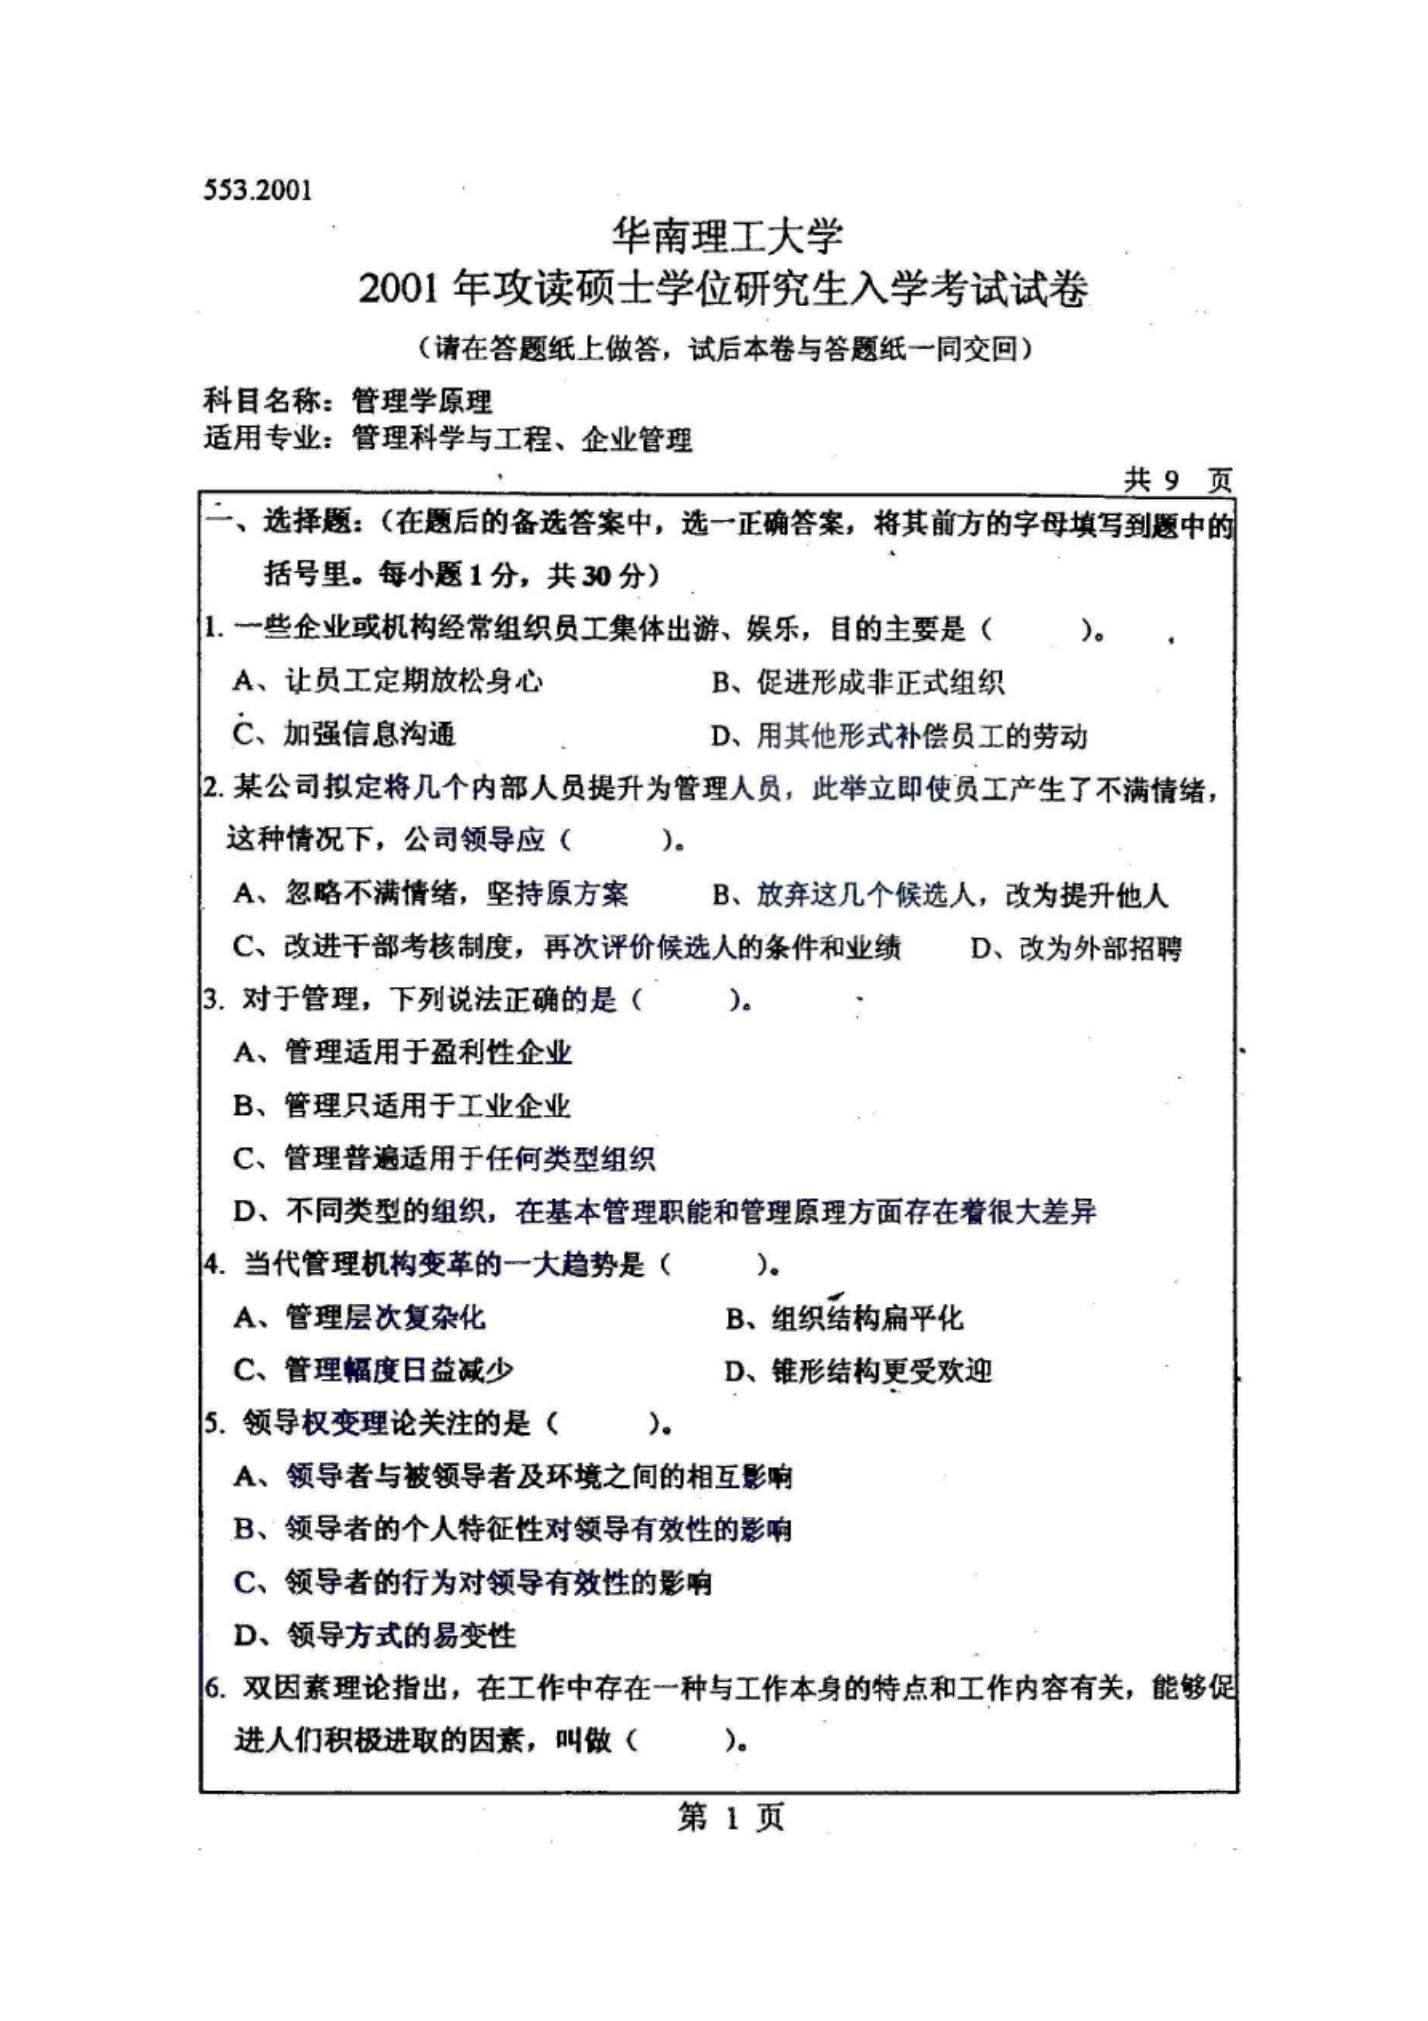 553.2001
华南理工大学
2001 年攻读硕士学位研究生入学考试试卷
（请在答题纸上做答，试后本卷与答题纸一同交回）
科目名称：管理学原理
适用专业：管理科学与工程、企业管理
共 9 页
一、选择题：（在题后的备选答案中，选一正确答案，将其前方的字母填写到题中的
括号里。每小题 1 分，共 30 分）
1. 一些企业或机构经常组织员工集体出游、娱乐，目的主要是（ ）。
A、让员工定期放松身心 B、促进形成非正式组织
C、加强信息沟通 D、用其他形式补偿员工的劳动
2. 某公司拟定将几个内部人员提升为管理人员，此举立即使员工产生了不满情绪，
这种情况下，公司领导应（ ）。
A、忽略不满情绪，坚持原方案 B、放弃这几个候选人，改为提升他人
C、改进干部考核制度，再次评价候选人的条件和业绩 D、改为外部招聘
3. 对于管理，下列说法正确的是（ ）。
A、管理适用于盈利性企业
B、管理只适用于工业企业
C、管理普遍适用于任何类型组织
D、不同类型的组织，在基本管理职能和管理原理方面存在着很大差异
4. 当代管理机构变革的一大趋势是（ ）。
A、管理层次复杂化 B、组织结构扁平化
C、管理幅度日益减少 D、锥形结构更受欢迎
5. 领导权变理论关注的是（ ）。
A、领导者与被领导者及环境之间的相互影响
B、领导者的个人特征性对领导有效性的影响
C、领导者的行为对领导有效性的影响
D、领导方式的易变性
6. 双因素理论指出，在工作中存在一种与工作本身的特点和工作内容有关，能够促
进人们积极进取的因素，叫做（ ）。
第 1 页